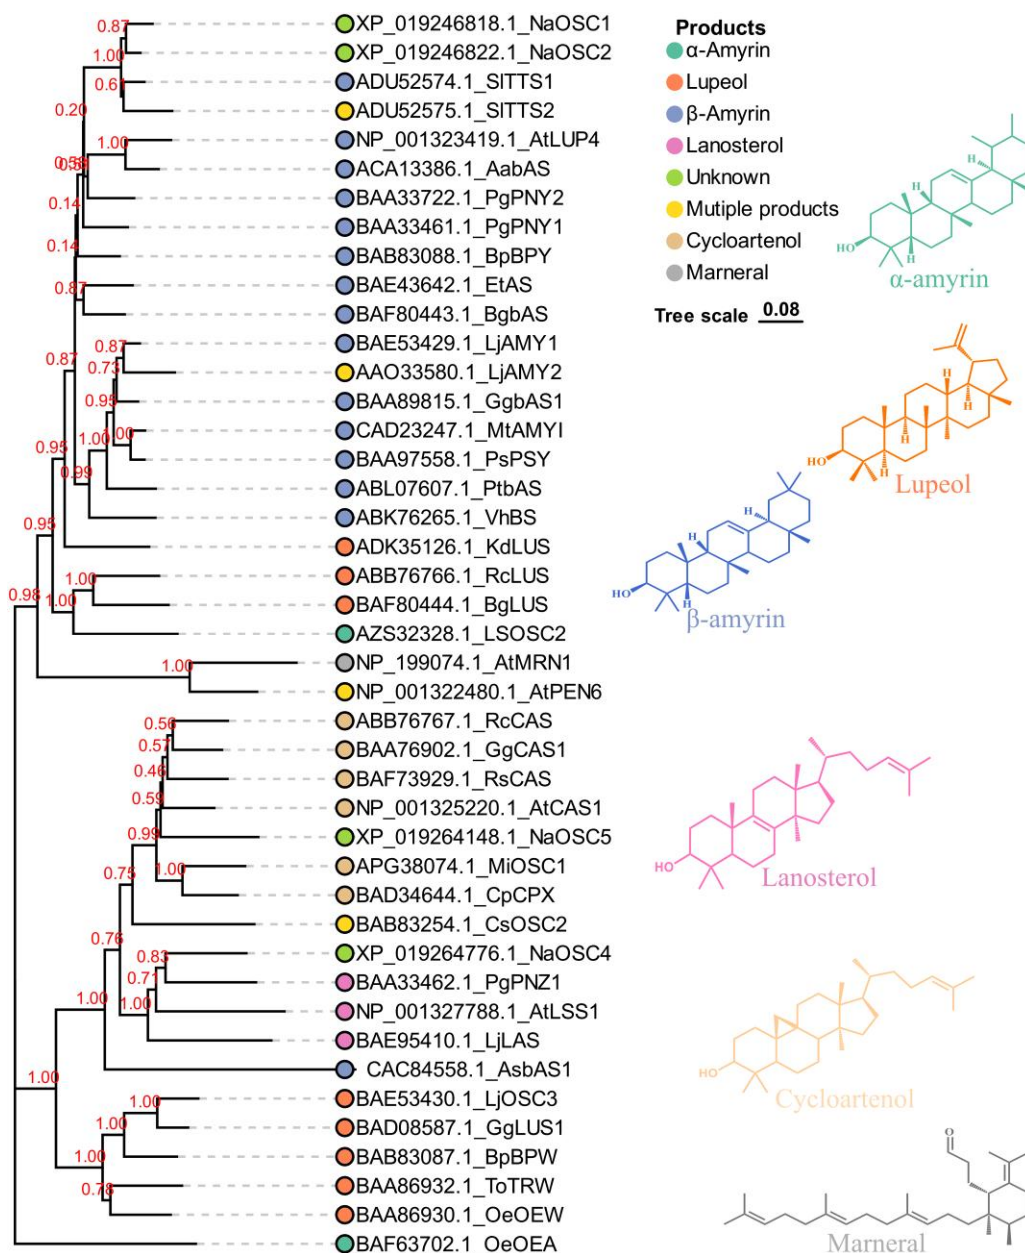 XP_019246818.1_NaOSC1
XP_019246822.1_NaOSC2
ADU52574.1_SlTTS1
ADU52575.1_SlTTS2
NP_001323419.1_AtLUP4
ACA13386.1_AabAS
BAA33722.1_PgPNY2
BAA33461.1_PgPNY1
BAB83088.1_BpBPY
BAE43642.1_EtAS
BAF80443.1_BgbAS
BAE53429.1_LjAMY1
AAO33580.1_LjAMY2
BAA89815.1_GgbAS1
CAD23247.1_MtAMYI
BAA97558.1_PsPSY
ABL07607.1_PtbAS
ABK76265.1_VhBS
ADK35126.1_KdLUS
ABB76766.1_RcLUS
BAF80444.1_BgLUS
AZS32328.1_LSOSC2
NP_199074.1_AtMRN1
NP_001322480.1_AtPEN6
ABB76767.1_RcCAS
BAA76902.1_GgCAS1
BAF73929.1_RsCAS
NP_001325220.1_AtCAS1
XP_019264148.1_NaOSC5
APG38074.1_MiOSC1
BAD34644.1_CpCPX
BAB83254.1_CsOSC2
XP_019264776.1_NaOSC4
BAA33462.1_PgPNZ1
NP_001327788.1_AtLSS1
BAE95410.1_LjLAS
CAC84558.1_AsbAS1
BAE53430.1_LjOSC3
BAD08587.1_GgLUS1
BAB83087.1_BpBPW
BAA86932.1_ToTRW
BAA86930.1_OeOEW
BAF63702.1_OeOEA
0.87
1.00
0.61
0.20
1.00
0.14
0.14
0.87
0.87
0.87
0.73
0.95
1.00
1.00
0.99
0.95
0.95
1.00
1.00
0.98
1.00
0.56
0.57
0.46
0.59
0.99
1.00
0.75
0.76
0.83
0.71
1.00
1.00
1.00
1.00
1.00
1.00
0.78
Products
α-Amyrin
Lupeol
β-Amyrin
Lanosterol
Unknown
Mutiple products
Cycloartenol
Marneral
Tree scale 0.08
H
H
HO
H
α-amyrin
H
H
H
HO
H
Lupeol
H
H
HO
H
β-amyrin
HO
Lanosterol
HO
Cycloartenol
O
Marneral